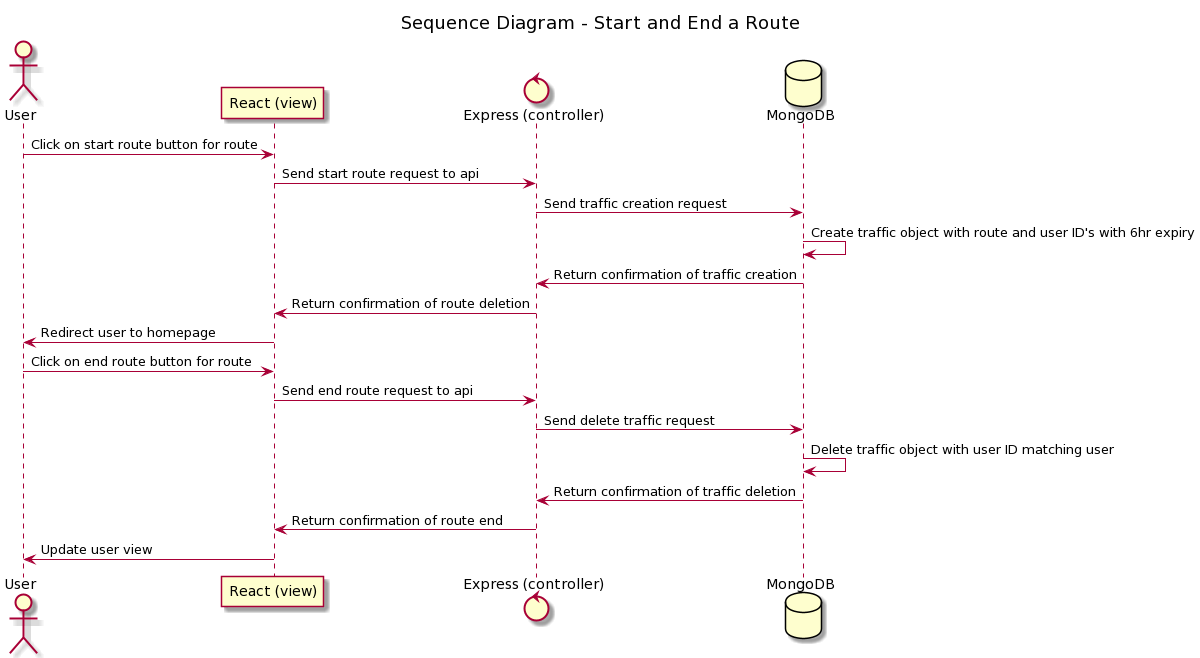 Sequence Diagram - Start and End a Route
User
React (view)
Express (controller)
MongoDB
Click on start route button for route
Send start route request to api
Send traffic creation request
Create traffic object with route and user ID's with 6hr expiry
Return confirmation of traffic creation
Return confirmation of route deletion
Redirect user to homepage
Click on end route button for route
Send end route request to api
Send delete traffic request
Delete traffic object with user ID matching user
Return confirmation of traffic deletion
Return confirmation of route end
Update user view
User
React (view)
Express (controller)
MongoDB